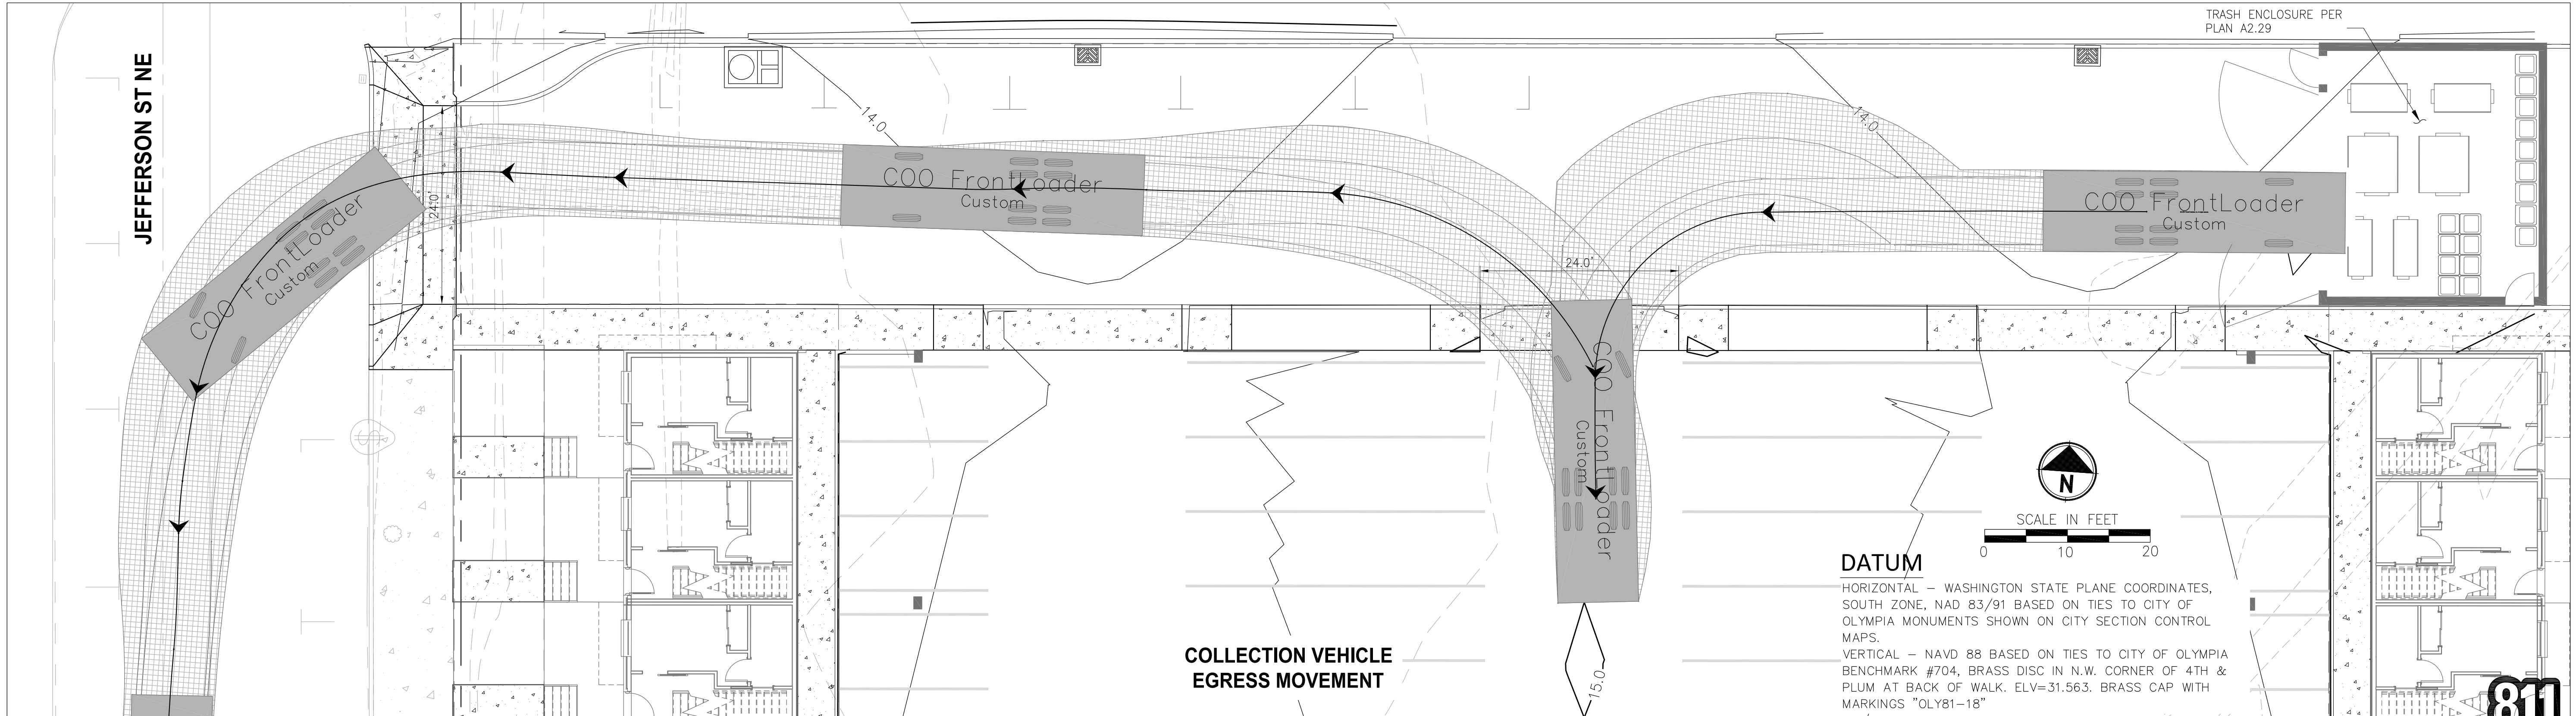 TRASH ENCLOSURE PER
PLAN A2.29
JEFFERSON ST NE
14.0
14.0
COO FrontLoader
Custom
COO FrontLoader
Custom
COO FrontLoader
Custom
24.0'
24.0'
COO FrontLoader
Custom
N
SCALE IN FEET
0 10 20
DATUM
HORIZONTAL – WASHINGTON STATE PLANE COORDINATES,
SOUTH ZONE, NAD 83/91 BASED ON TIES TO CITY OF
OLYMPIA MONUMENTS SHOWN ON CITY SECTION CONTROL
MAPS.
VERTICAL – NAVD 88 BASED ON TIES TO CITY OF OLYMPIA
BENCHMARK #704, BRASS DISC IN N.W. CORNER OF 4TH &
PLUM AT BACK OF WALK. ELV=31.563. BRASS CAP WITH
MARKINGS "OLY81–18"
COLLECTION VEHICLE
EGRESS MOVEMENT
15.0
S
811